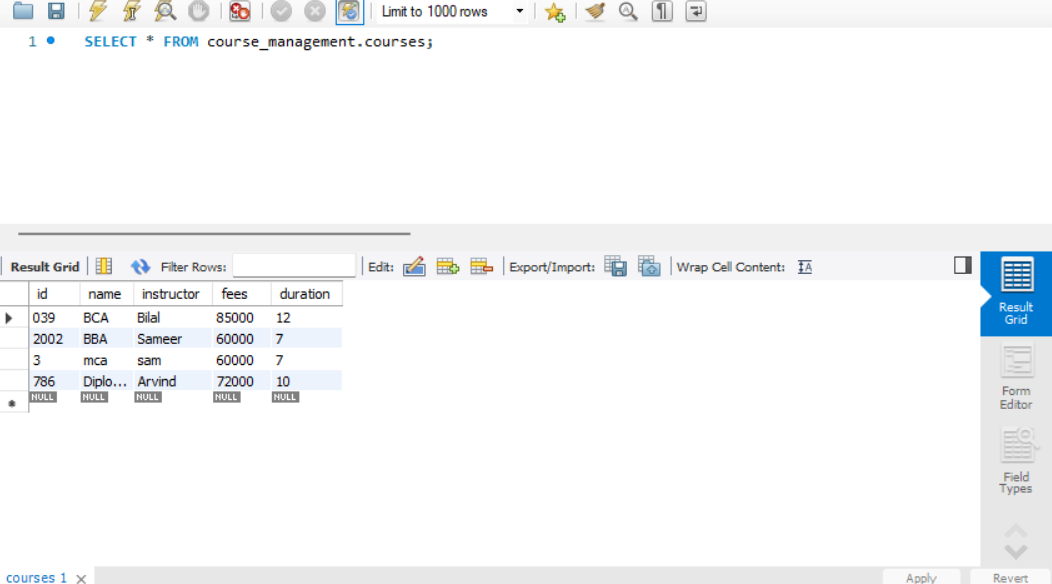 Limit to 1000 rows
1 SELECT * FROM course_management.courses;
Result Grid Filter Rows: Edit: Export/Import: Wrap Cell Content:
id name instructor fees duration
039 BCA Bilal 85000 12
2002 BBA Sameer 60000 7
3 mca sam 60000 7
786 Diplo... Arvind 72000 10
NULL NULL NULL NULL NULL
Result
Grid
Form
Editor
Field
Types
courses 1 Apply Revert